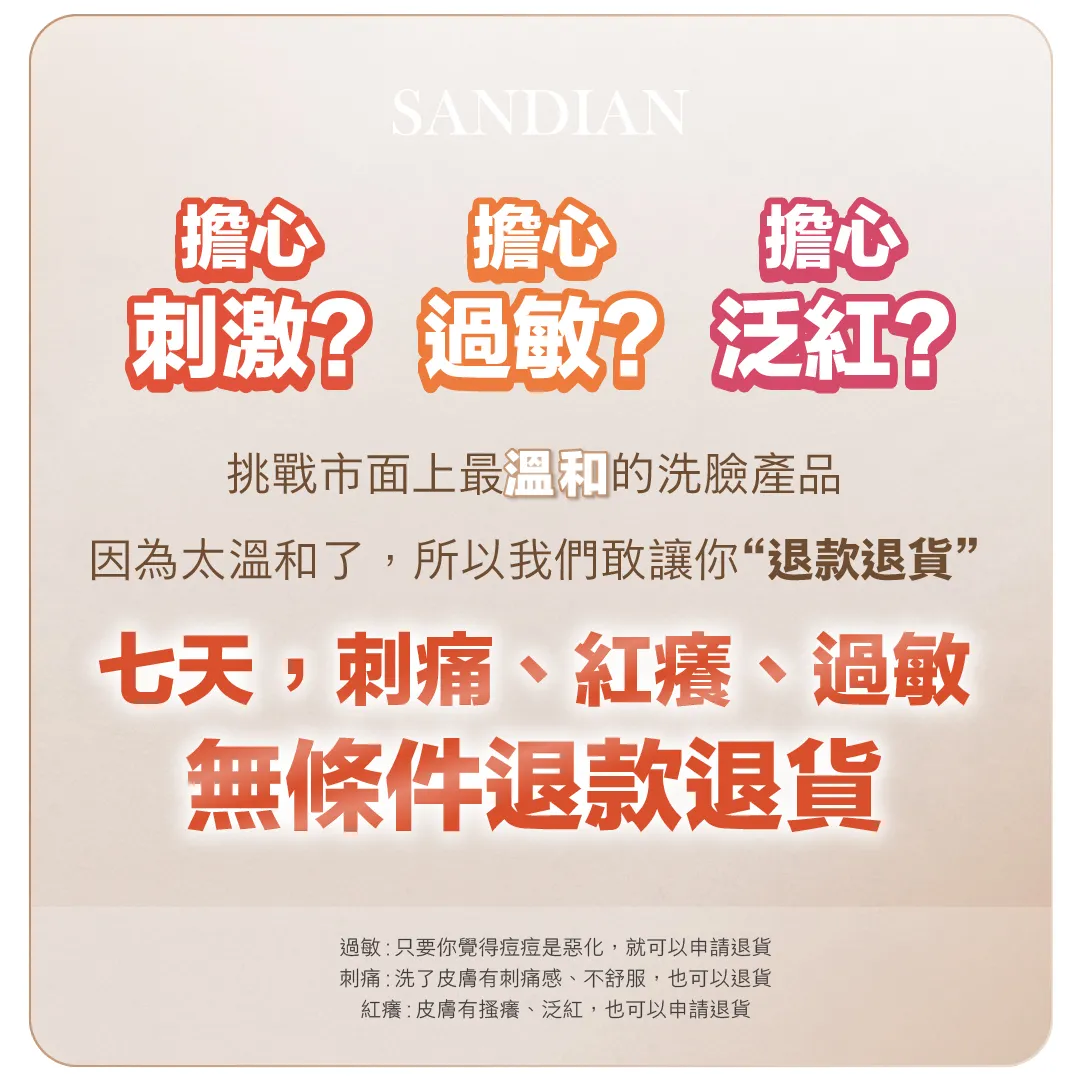 SANDIAN
擔心 擔心 擔心
刺激? 過敏? 泛紅?
挑戰市面上最溫和的洗臉產品
因為太溫和了，所以我們敢讓你“退款退貨”
七天，刺痛、紅癢、過敏
無條件退款退貨
過敏:只要你覺得痘痘是惡化，就可以申請退貨
刺痛:洗了皮膚有刺痛感、不舒服，也可以退貨
紅癢:皮膚有搔癢、泛紅，也可以申請退貨